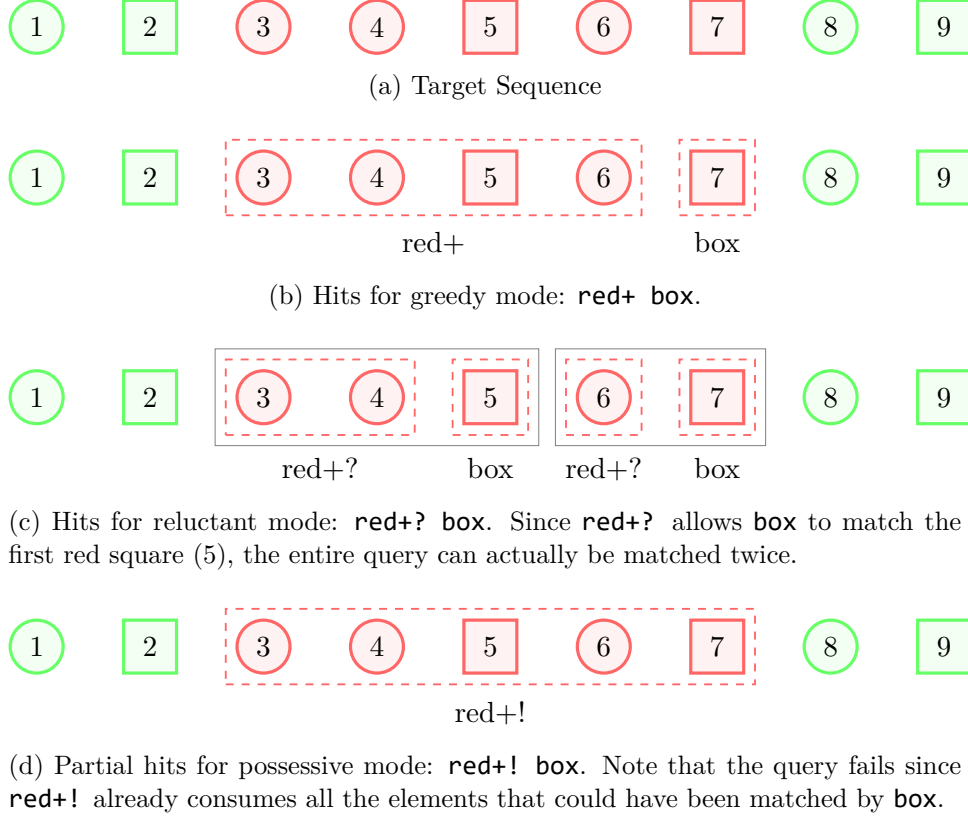 1 2 3 4 5 6 7 8 9
(a) Target Sequence
1 2 3 4 5 6 7 8 9
red+ box
(b) Hits for greedy mode: red+ box.
1 2 3 4 5 6 7 8 9
red+? box red+? box
(c) Hits for reluctant mode: red+? box. Since red+? allows box to match the
first red square (5), the entire query can actually be matched twice.
1 2 3 4 5 6 7 8 9
red+!
(d) Partial hits for possessive mode: red+! box. Note that the query fails since
red+! already consumes all the elements that could have been matched by box.